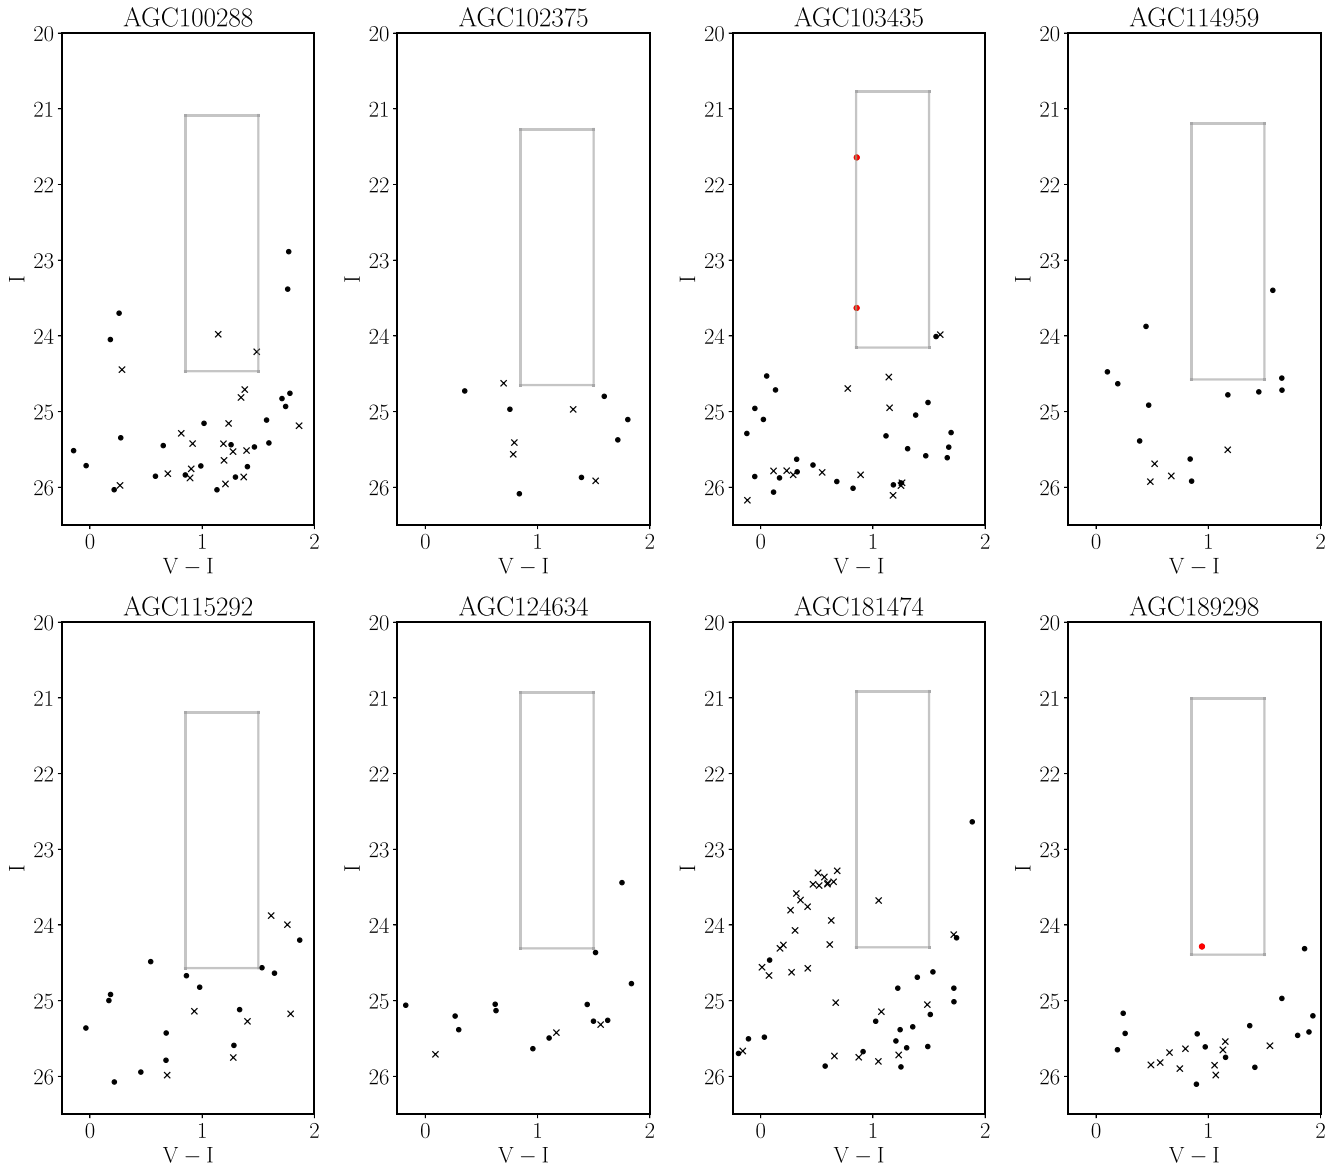 AGC100288 AGC102375 AGC103435 AGC114959
20 20 20 20
21 21 21 21
22 22 22 22
23 23 23 23
I I I I
24 24 24 24
25 25 25 25
26 26 26 26
0 1 2 0 1 2 0 1 2 0 1 2
V − I V − I V − I V − I
AGC115292 AGC124634 AGC181474 AGC189298
20 20 20 20
21 21 21 21
22 22 22 22
23 23 23 23
I I I I
24 24 24 24
25 25 25 25
26 26 26 26
0 1 2 0 1 2 0 1 2 0 1 2
V − I V − I V − I V − I